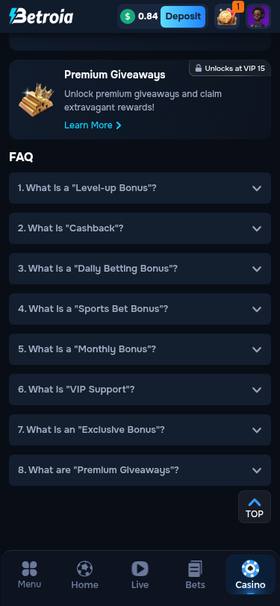 Betroia
$ 0.84 Deposit
1
Unlocks at VIP 15
Premium Giveaways
Unlock premium giveaways and claim
extravagant rewards!
Learn More
FAQ
1. What is a "Level-up Bonus"?
2. What is "Cashback"?
3. What is a "Daily Betting Bonus"?
4. What is a "Sports Bet Bonus"?
5. What is a "Monthly Bonus"?
6. What is "VIP Support"?
7. What is an "Exclusive Bonus"?
8. What are "Premium Giveaways"?
TOP
Menu Home Live Bets Casino